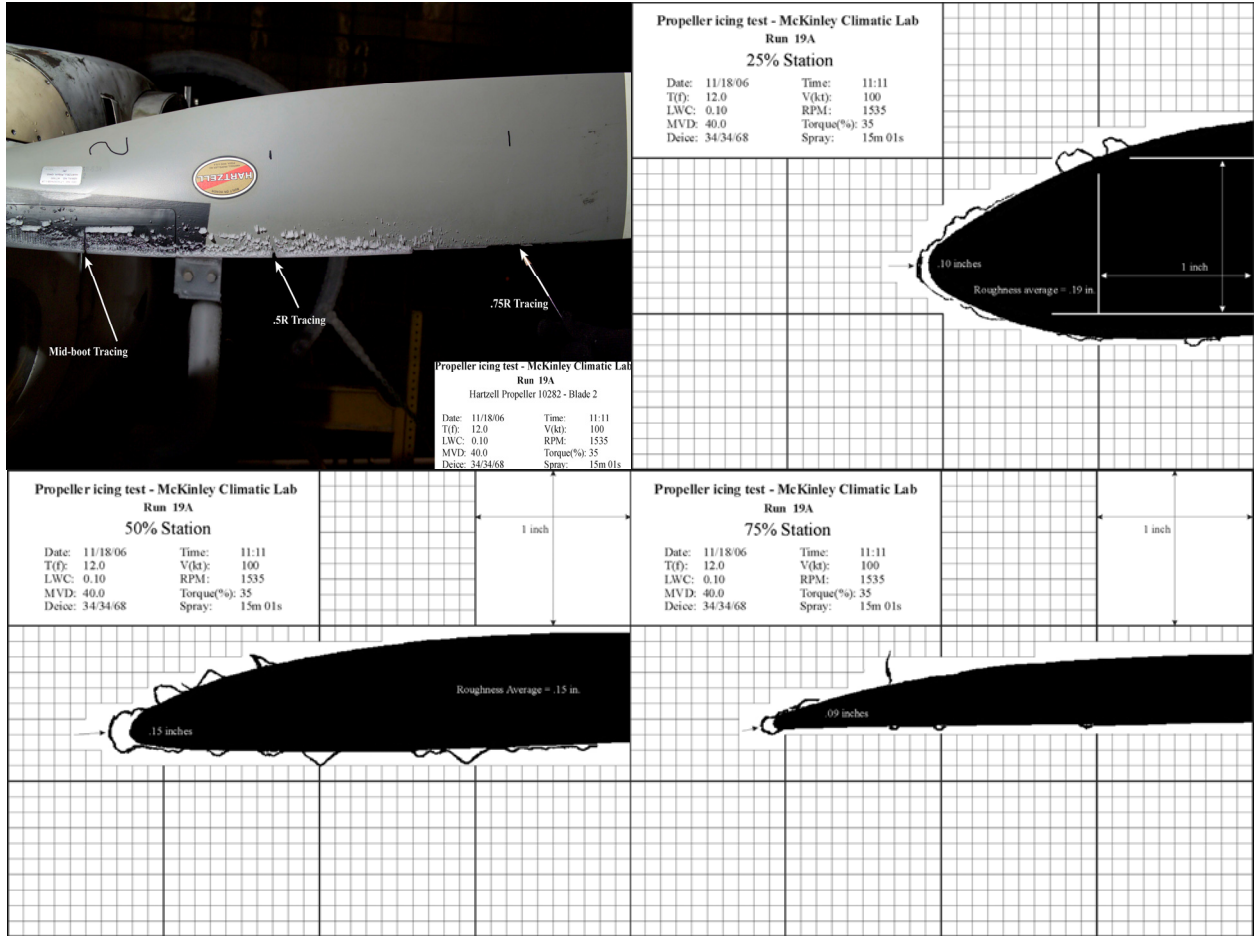 HARTZELL
Mid-boot Tracing
.5R Tracing
.75R Tracing
Propeller icing test - McKinley Climatic Lab
Run 19A
Hartzell Propeller 10282 - Blade 2
Date: 11/18/06 Time: 11:11
T(f): 12.0 V(kt): 100
LWC: 0.10 RPM: 1535
MVD: 40.0 Torque(%): 35
Deice: 34/34/68 Spray: 15m 01s
Propeller icing test - McKinley Climatic Lab
Run 19A
25% Station
Date: 11/18/06 Time: 11:11
T(f): 12.0 V(kt): 100
LWC: 0.10 RPM: 1535
MVD: 40.0 Torque(%): 35
Deice: 34/34/68 Spray: 15m 01s
.10 inches
1 inch
Roughness average = .19 in.
Propeller icing test - McKinley Climatic Lab
Run 19A
50% Station
Date: 11/18/06 Time: 11:11
T(f): 12.0 V(kt): 100
LWC: 0.10 RPM: 1535
MVD: 40.0 Torque(%): 35
Deice: 34/34/68 Spray: 15m 01s
1 inch
Roughness Average = .15 in.
.15 inches
Propeller icing test - McKinley Climatic Lab
Run 19A
75% Station
Date: 11/18/06 Time: 11:11
T(f): 12.0 V(kt): 100
LWC: 0.10 RPM: 1535
MVD: 40.0 Torque(%): 35
Deice: 34/34/68 Spray: 15m 01s
1 inch
.09 inches